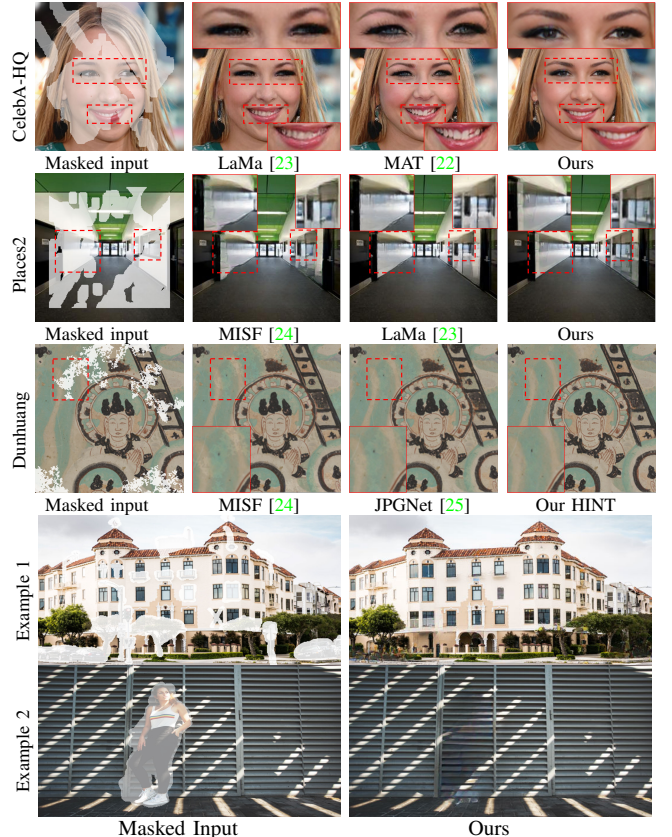 CelebA-HQ
Masked input LaMa [23] MAT [22] Ours
Places2
Masked input MISF [24] LaMa [23] Ours
Dunhuang
Masked input MISF [24] JPGNet [25] Our HINT
Example 1
Example 2
Masked Input Ours